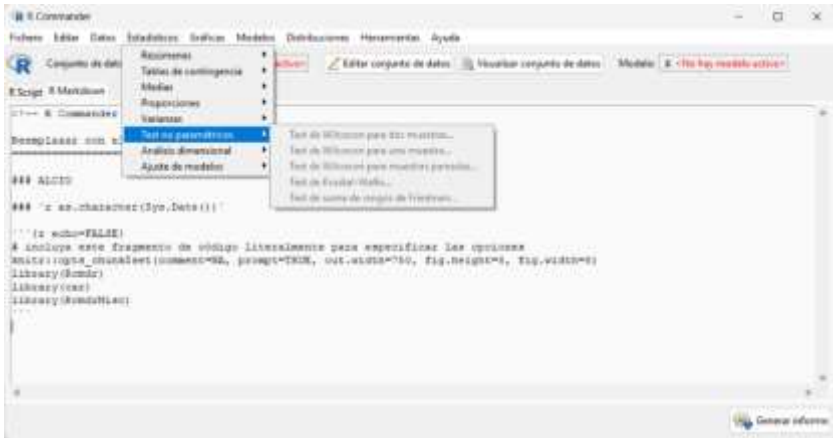 R Commander
Fichero Editar Datos Estadísticos Gráficas Modelos Distribuciones Herramientas Ayuda
Conjunto de datos activo> Editar conjunto de datos Visualizar conjunto de datos Modelo: Σ <No hay modelo activo>
R Script R Markdown
Resúmenes
Tablas de contingencia
Medias
Proporciones
Varianzas
Test no paramétricos
Análisis dimensional
Ajuste de modelos
Test de Wilcoxon para dos muestras...
Test de Wilcoxon para una muestra...
Test de Wilcoxon para muestras pareadas...
Test de Kruskal-Wallis...
Test de suma de rangos de Friedman...
<!-- R Commander
Reemplazar con
### `r as.character(Sys.Date())`
```{r echo=FALSE}
# incluya este fragmento de código literalmente para especificar las opciones
knitr::opts_chunk$set(comment=NA, prompt=TRUE, out.width=750, fig.height=8, fig.width=8)
library(Rcmdr)
library(car)
library(RcmdrMisc)
```
Generar informe